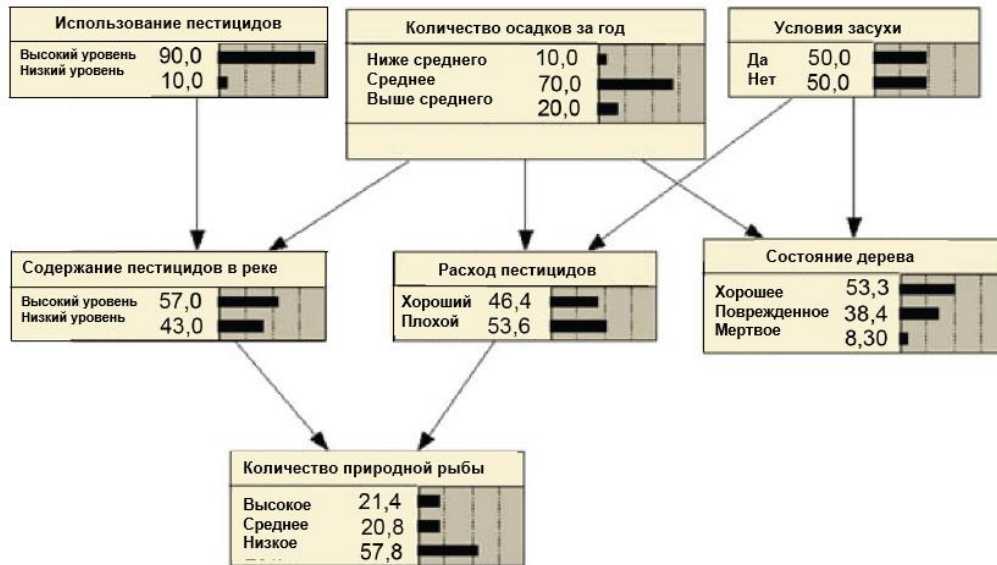 Использование пестицидов
Высокий уровень 90,0
Низкий уровень 10,0
Количество осадков за год
Ниже среднего 10,0
Среднее 70,0
Выше среднего 20,0
Условия засухи
Да 50,0
Нет 50,0
Содержание пестицидов в реке
Высокий уровень 57,0
Низкий уровень 43,0
Расход пестицидов
Хороший 46,4
Плохой 53,6
Состояние дерева
Хорошее 53,3
Поврежденное 38,4
Мертвое 8,30
Количество природной рыбы
Высокое 21,4
Среднее 20,8
Низкое 57,8